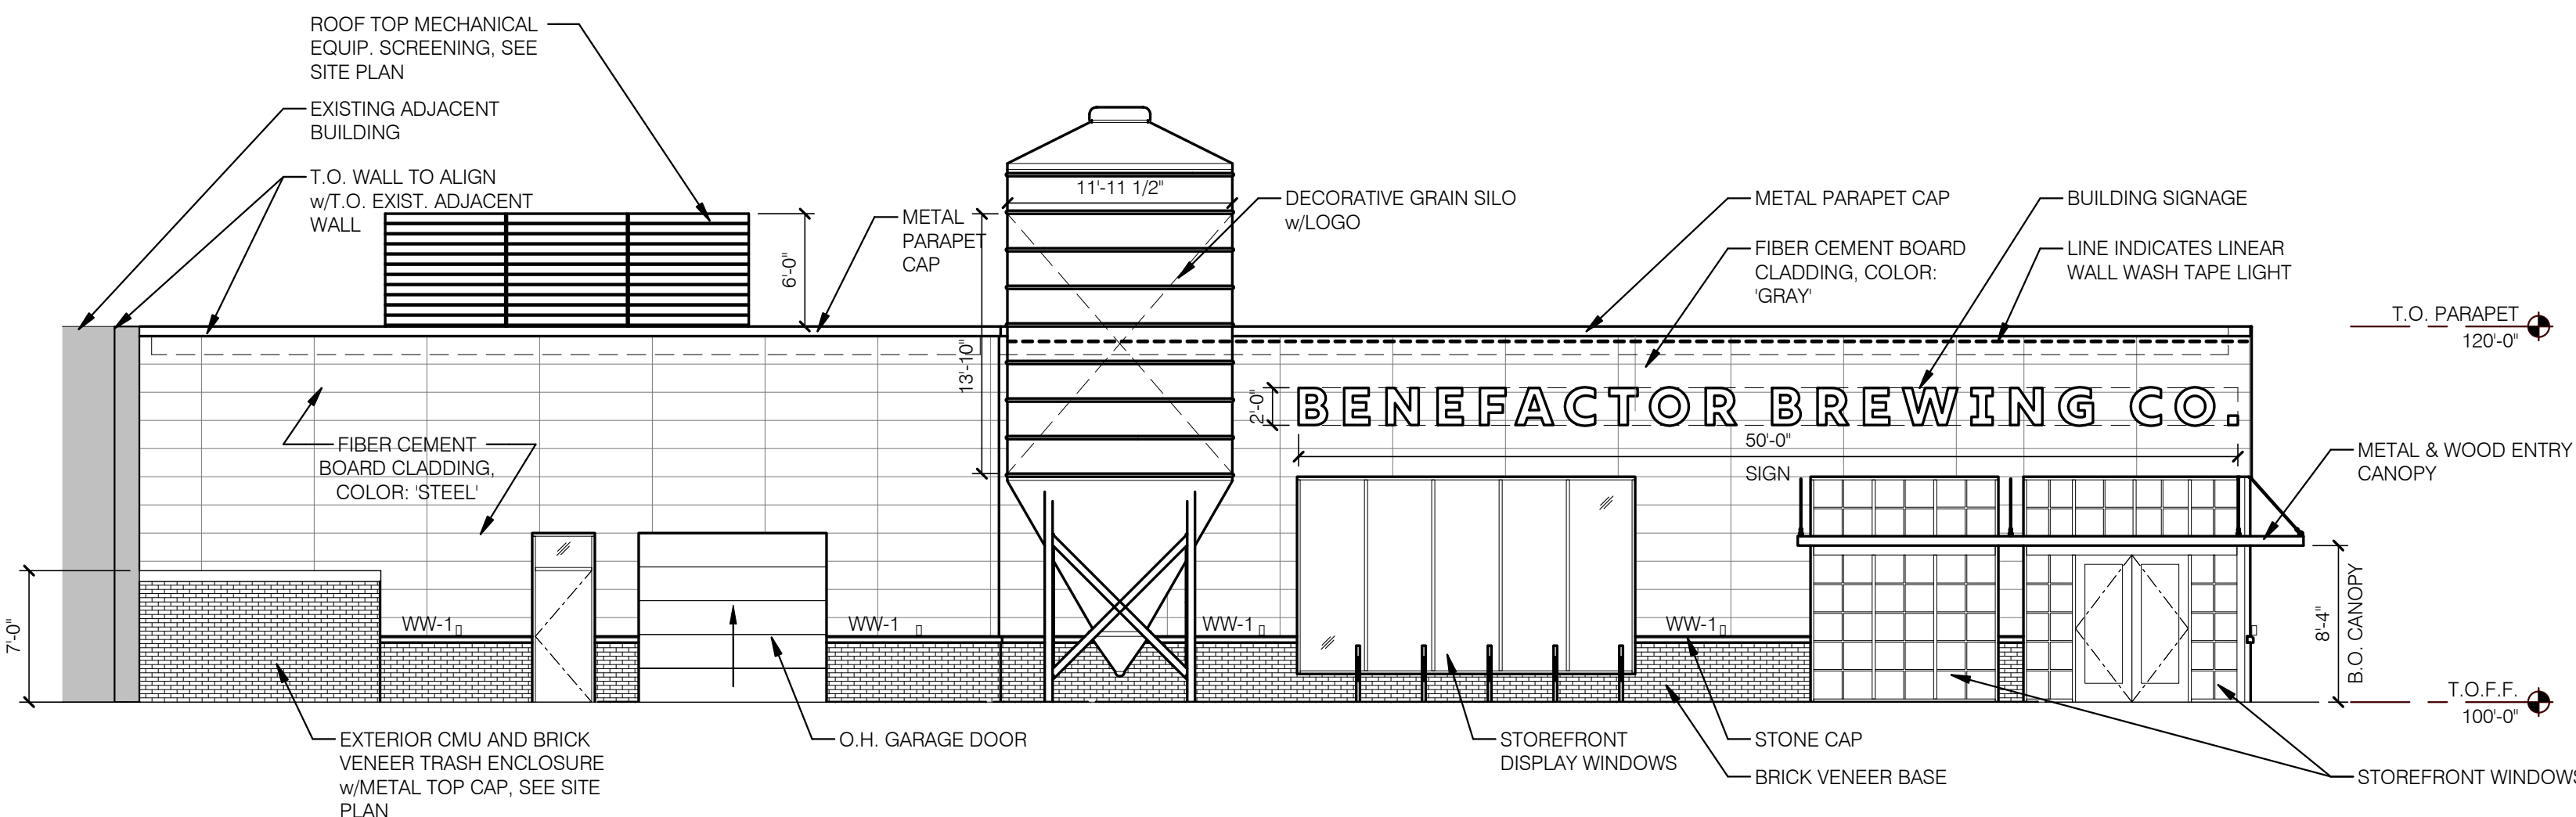 ROOF TOP MECHANICAL
EQUIP. SCREENING, SEE
SITE PLAN
EXISTING ADJACENT
BUILDING
T.O. WALL TO ALIGN
w/T.O. EXIST. ADJACENT
WALL
6'-0"
METAL
PARAPET
CAP
11'-11 1/2"
13'-10"
DECORATIVE GRAIN SILO
w/LOGO
METAL PARAPET CAP
FIBER CEMENT BOARD
CLADDING, COLOR:
'GRAY'
BUILDING SIGNAGE
LINE INDICATES LINEAR
WALL WASH TAPE LIGHT
T.O. PARAPET
120'-0"
2'-0"
BENEFACTOR BREWING CO.
50'-0"
SIGN
FIBER CEMENT
BOARD CLADDING,
COLOR: 'STEEL'
METAL & WOOD ENTRY
CANOPY
7'-0"
WW-1
WW-1
WW-1
WW-1
8'-4"
B.O. CANOPY
T.O.F.F.
100'-0"
EXTERIOR CMU AND BRICK
VENEER TRASH ENCLOSURE
w/METAL TOP CAP, SEE SITE
PLAN
O.H. GARAGE DOOR
STOREFRONT
DISPLAY WINDOWS
STONE CAP
BRICK VENEER BASE
STOREFRONT WINDOWS